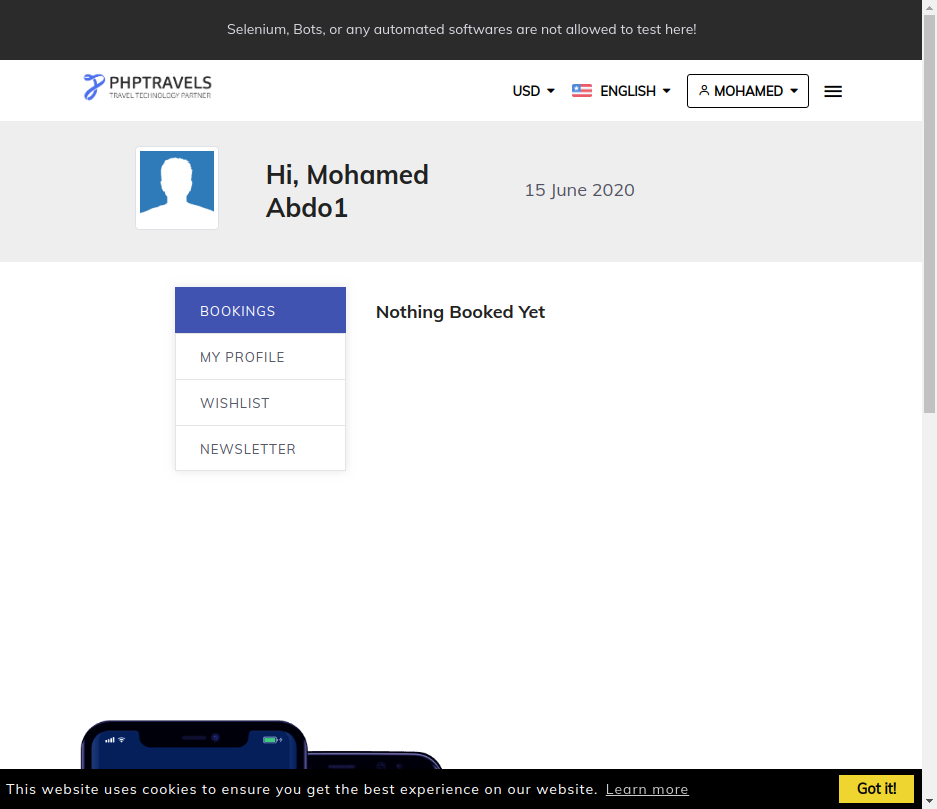 Selenium, Bots, or any automated softwares are not allowed to test here!
PHPTRAVELS
TRAVEL TECHNOLOGY PARTNER
USD
ENGLISH
MOHAMED
Hi, Mohamed
Abdo1
15 June 2020
BOOKINGS
Nothing Booked Yet
MY PROFILE
WISHLIST
NEWSLETTER
This website uses cookies to ensure you get the best experience on our website. Learn more
Got it!